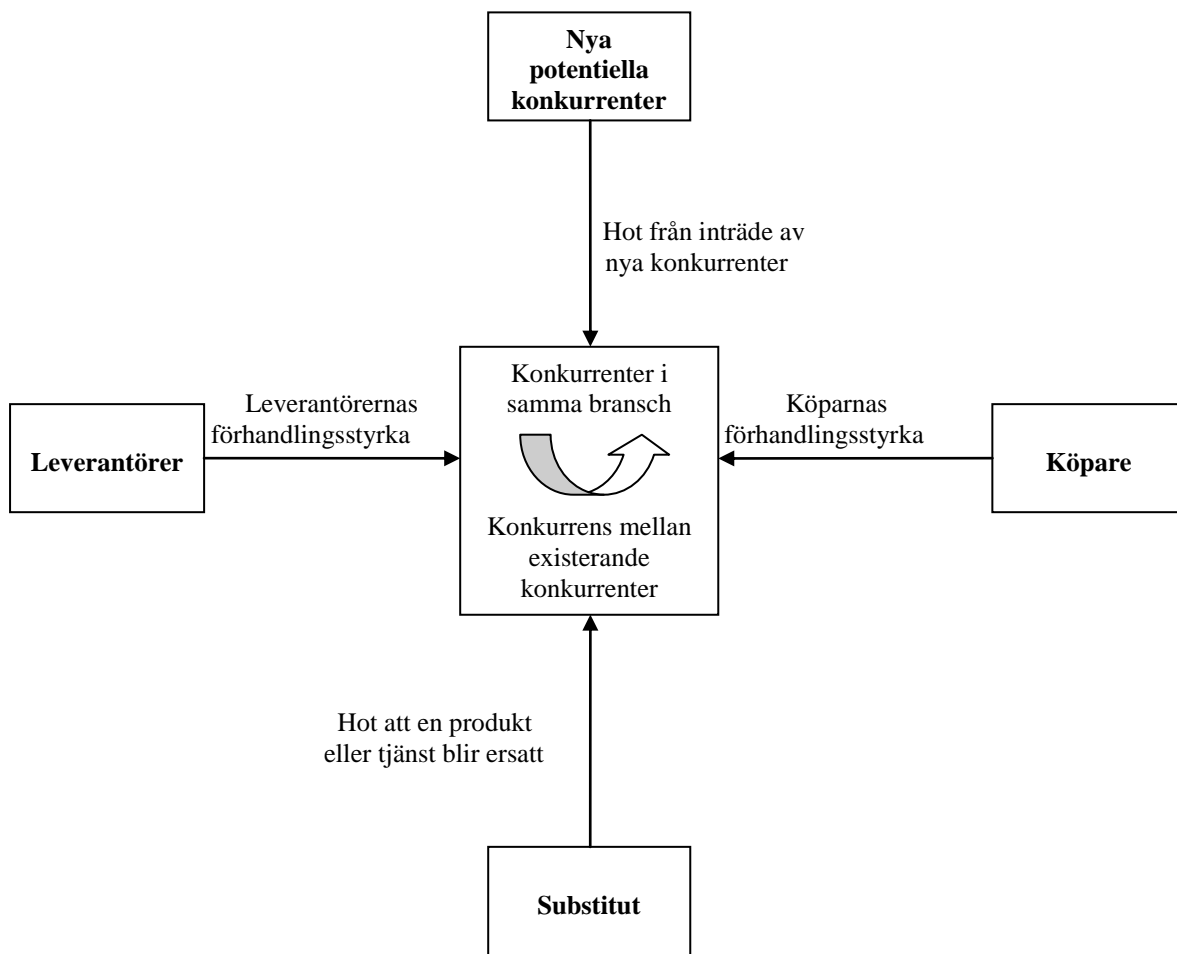 Nya
potentiella
konkurrenter
Hot från inträde av
nya konkurrenter
Leverantörer
Leverantörernas
förhandlingsstyrka
Konkurrenter i
samma bransch
Konkurrens mellan
existerande
konkurrenter
Köparnas
förhandlingsstyrka
Köpare
Hot att en produkt
eller tjänst blir ersatt
Substitut